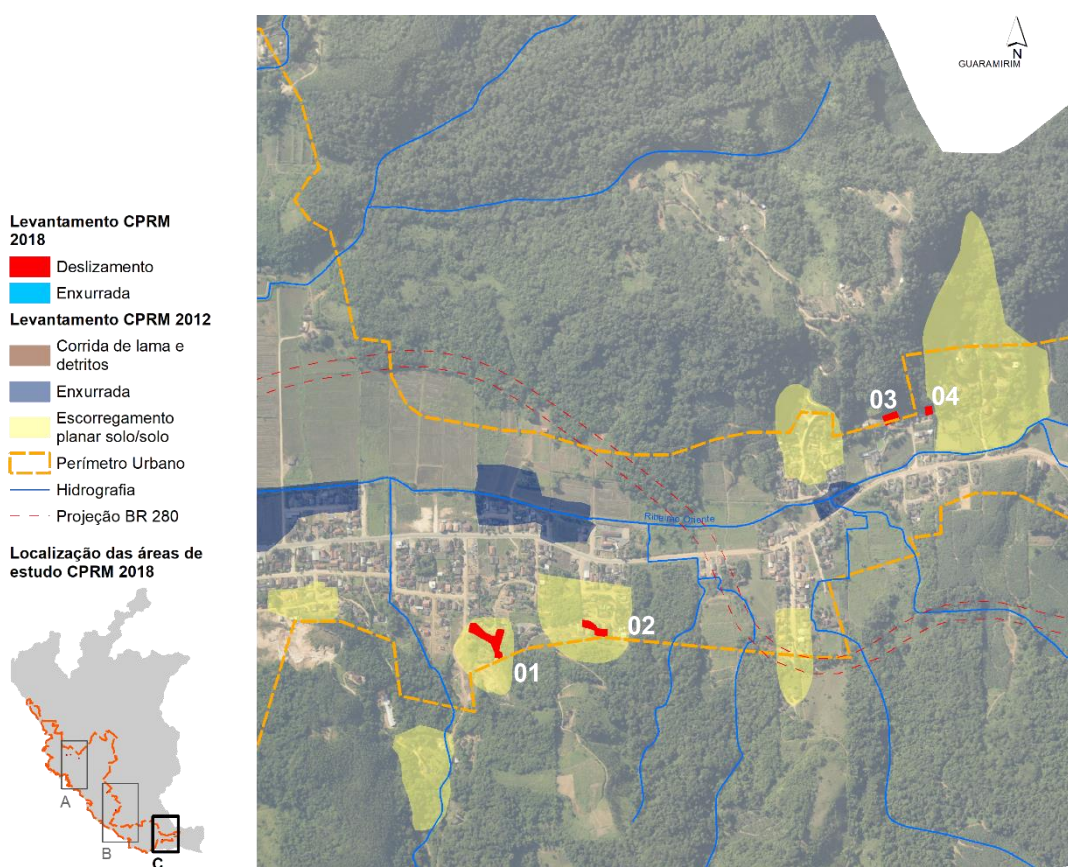 N
GUARAMIRIM
Levantamento CPRM
2018
Deslizamento
Enxurrada
Levantamento CPRM 2012
Corrida de lama e
detritos
Enxurrada
Escorregamento
planar solo/solo
Perímetro Urbano
Hidrografia
Projeção BR 280
Localização das áreas de
estudo CPRM 2018
A
B
C
03
04
Ribeirão
02
01